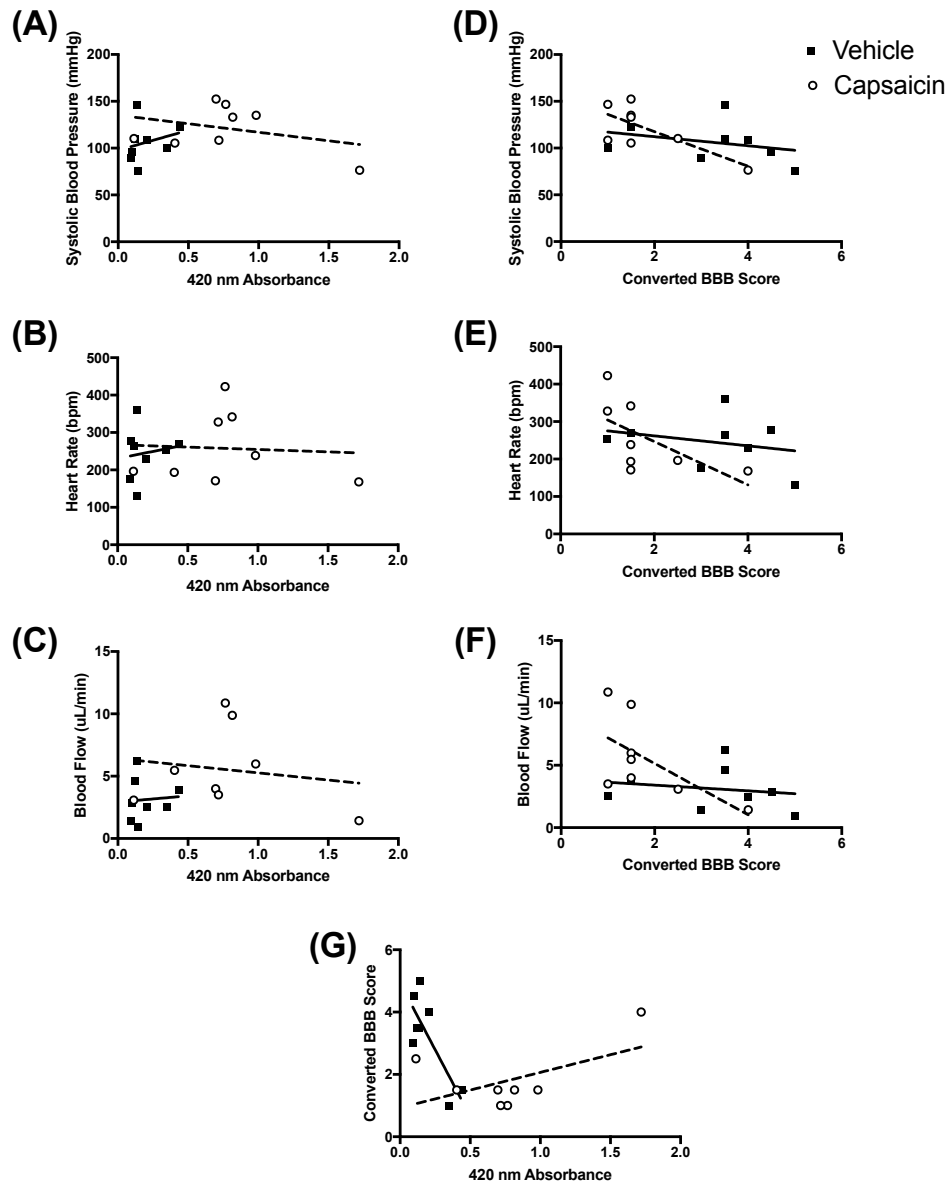 (A)
Systolic Blood Pressure (mmHg)
200
150
100
50
0
0.0 0.5 1.0 1.5 2.0
420 nm Absorbance
(D)
Systolic Blood Pressure (mmHg)
200
150
100
50
0
0 2 4 6
Converted BBB Score
Vehicle
Capsaicin
(B)
Heart Rate (bpm)
500
400
300
200
100
0
0.0 0.5 1.0 1.5 2.0
420 nm Absorbance
(E)
Heart Rate (bpm)
500
400
300
200
100
0
0 2 4 6
Converted BBB Score
(C)
Blood Flow (uL/min)
15
10
5
0
0.0 0.5 1.0 1.5 2.0
420 nm Absorbance
(F)
Blood Flow (uL/min)
15
10
5
0
0 2 4 6
Converted BBB Score
(G)
Converted BBB Score
6
4
2
0
0.0 0.5 1.0 1.5 2.0
420 nm Absorbance